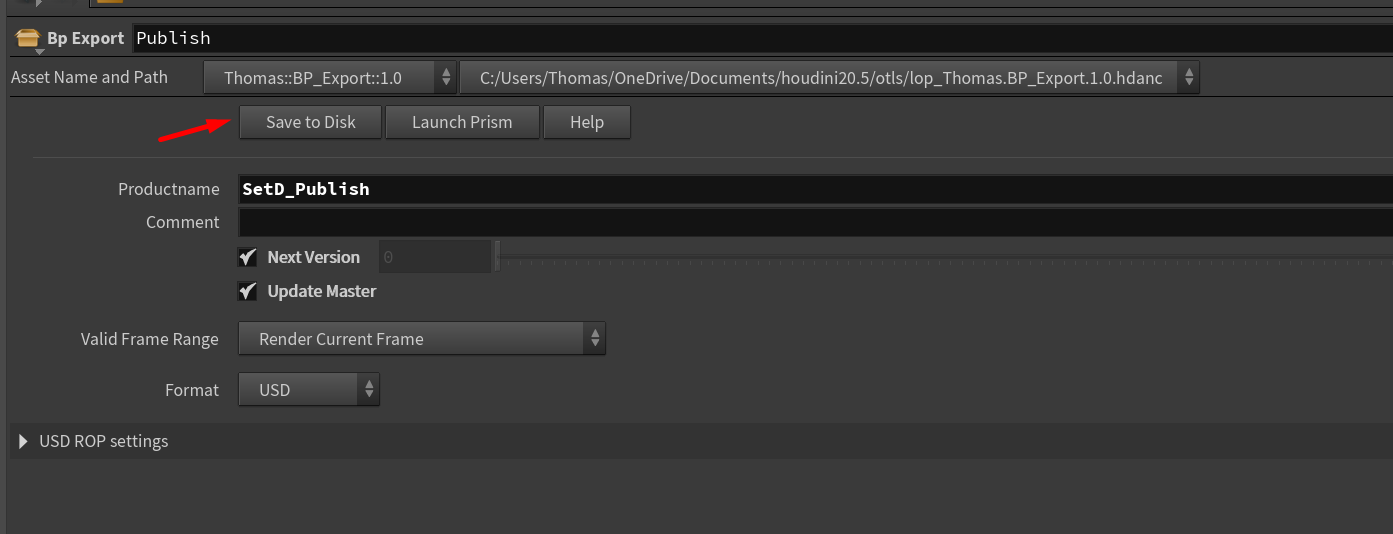 Bp Export Publish
Asset Name and Path Thomas::BP_Export::1.0 C:/Users/Thomas/OneDrive/Documents/houdini20.5/otls/lop_Thomas.BP_Export.1.0.hdanc
Save to Disk Launch Prism Help
Productname SetD_Publish
Comment
Next Version 0
Update Master
Valid Frame Range Render Current Frame
Format USD
USD ROP settings